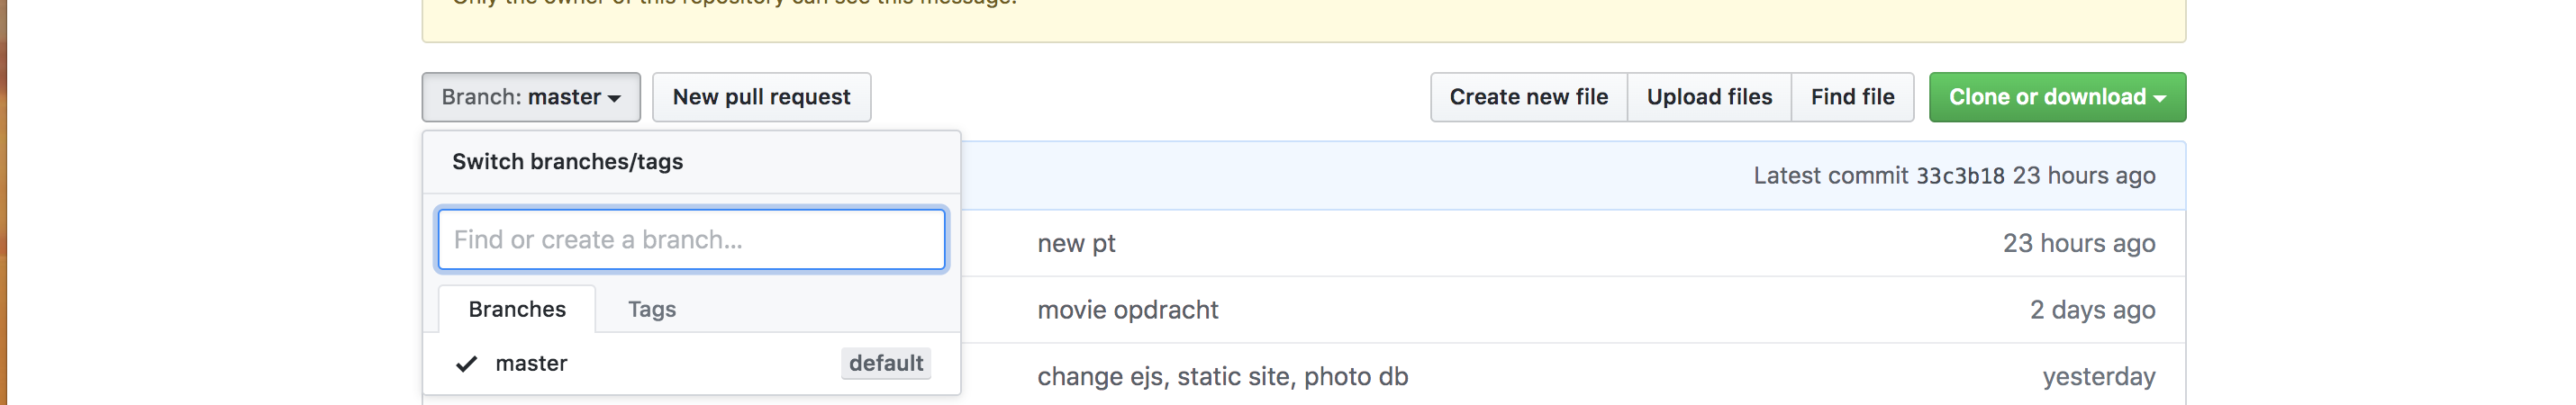 Only the owner of this repository can see this message.
Branch: master
New pull request
Create new file
Upload files
Find file
Clone or download
Switch branches/tags
Find or create a branch...
Branches
Tags
master
default
Latest commit 33c3b18 23 hours ago
new pt
23 hours ago
movie opdracht
2 days ago
change ejs, static site, photo db
yesterday